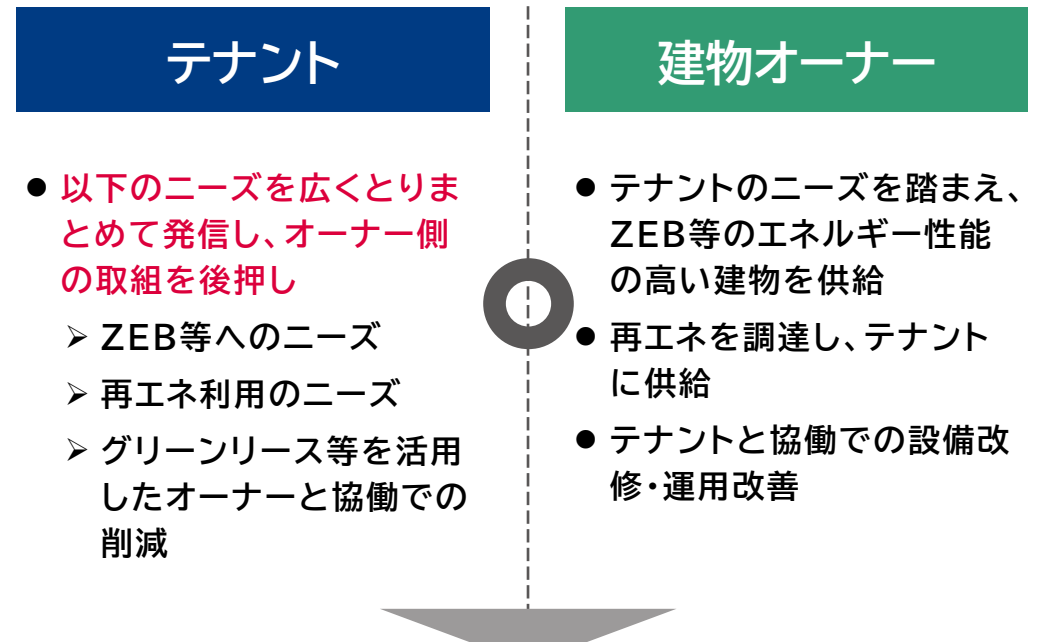 テナント
● 以下のニーズを広くとりま
とめて発信し、オーナー側
の取組を後押し
➢ ZEB等へのニーズ
➢ 再エネ利用のニーズ
➢ グリーンリース等を活用
したオーナーと協働での
削減
建物オーナー
● テナントのニーズを踏まえ、
ZEB等のエネルギー性能
の高い建物を供給
● 再エネを調達し、テナント
に供給
● テナントと協働での設備改
修・運用改善